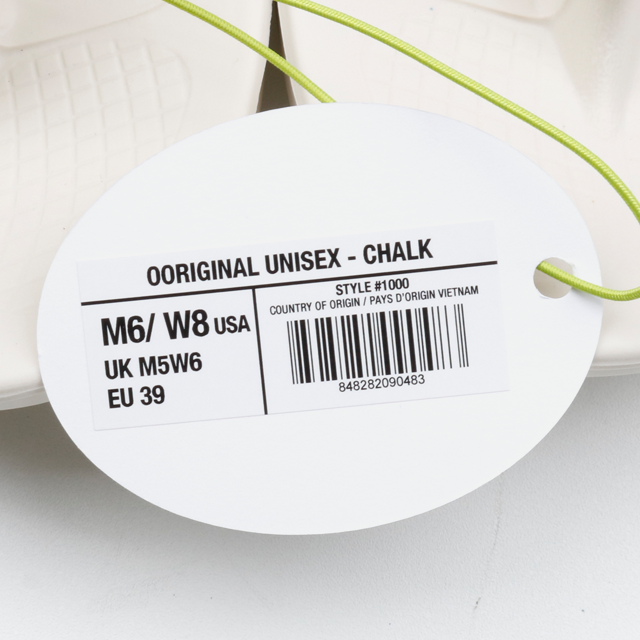 OORIGINAL UNISEX - CHALK
M6/ W8 USA
UK M5W6
EU 39
STYLE #1000
COUNTRY OF ORIGIN / PAYS D'ORIGIN VIETNAM
848282090483